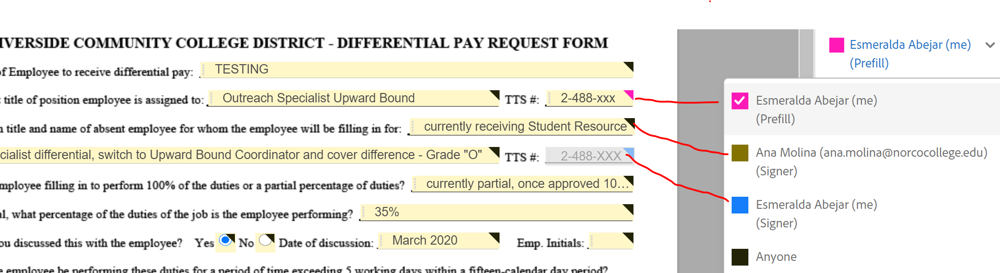 IVERSIDE COMMUNITY COLLEGE DISTRICT - DIFFERENTIAL PAY REQUEST FORM
of Employee to receive differential pay: TESTING
title of position employee is assigned to: Outreach Specialist Upward Bound TTS #: 2-488-xxx
title and name of absent employee for whom the employee will be filling in for: currently receiving Student Resource
cialist differential, switch to Upward Bound Coordinator and cover difference - Grade "O" TTS #: 2-488-XXX
mployee filling in to perform 100% of the duties or a partial percentage of duties? currently partial, once approved 10...
al, what percentage of the duties of the job is the employee performing? 35%
ou discussed this with the employee? Yes No Date of discussion: March 2020 Emp. Initials:
e employee be performing these duties for a period of time exceeding 5 working days within a fifteen-calendar day period?
Esmeralda Abejar (me)
(Prefill)
Esmeralda Abejar (me)
(Prefill)
Ana Molina (ana.molina@norcocollege.edu)
(Signer)
Esmeralda Abejar (me)
(Signer)
Anyone